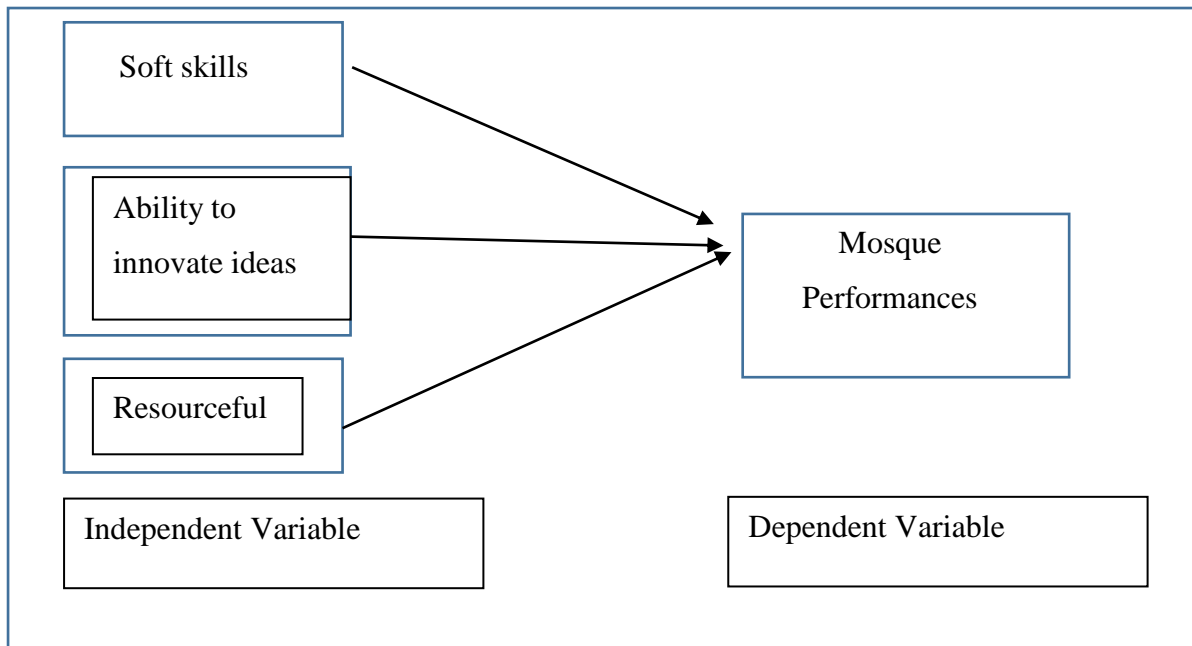 Soft skills
Ability to
innovate ideas
Mosque
Performances
Resourceful
Independent Variable
Dependent Variable